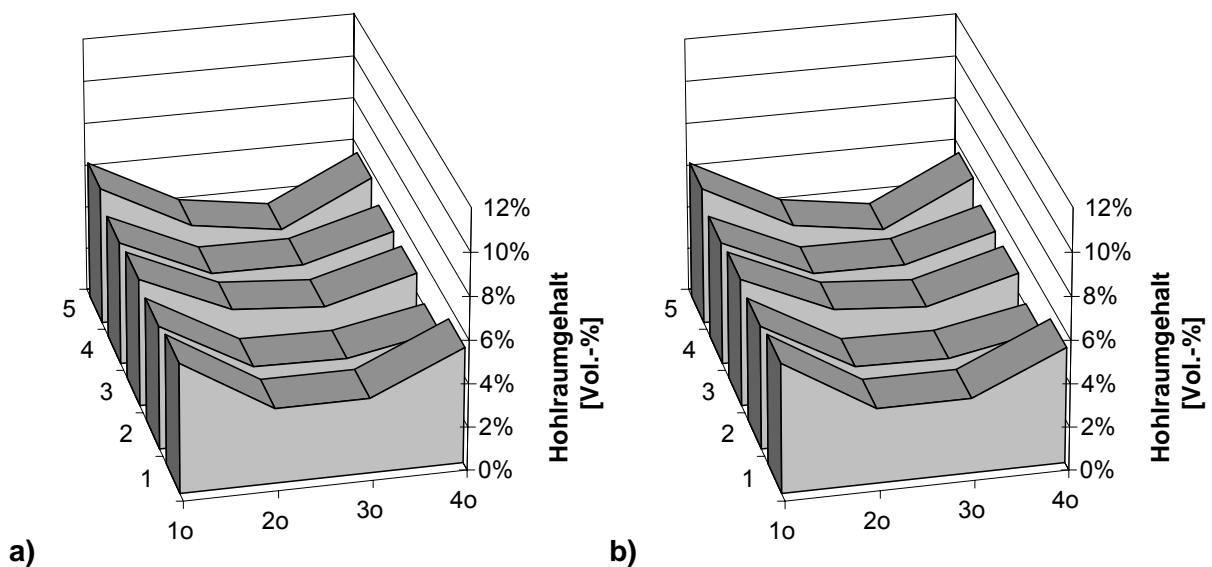 12%
10%
8%
6%
4%
2%
0%
Hohlraumgehalt
[Vol.-%]
5
4
3
2
1
1o
2o
3o
4o
a)
12%
10%
8%
6%
4%
2%
0%
Hohlraumgehalt
[Vol.-%]
5
4
3
2
1
1o
2o
3o
4o
b)